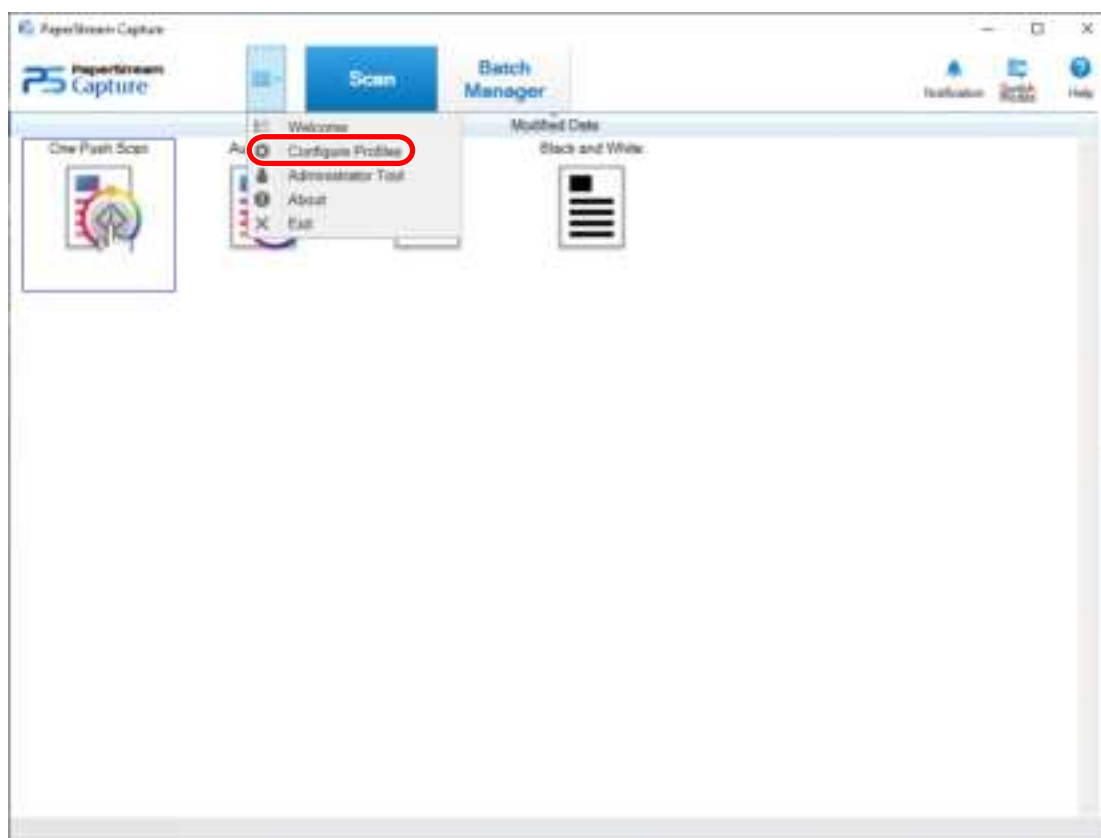 PaperStream Capture
PaperStream
Capture
Scan
Batch
Manager
Notification
Help
Welcome
Configure Profiles
Administrator Tool
About
Exit
Modified Date
One Push Scan
Au
Black and White